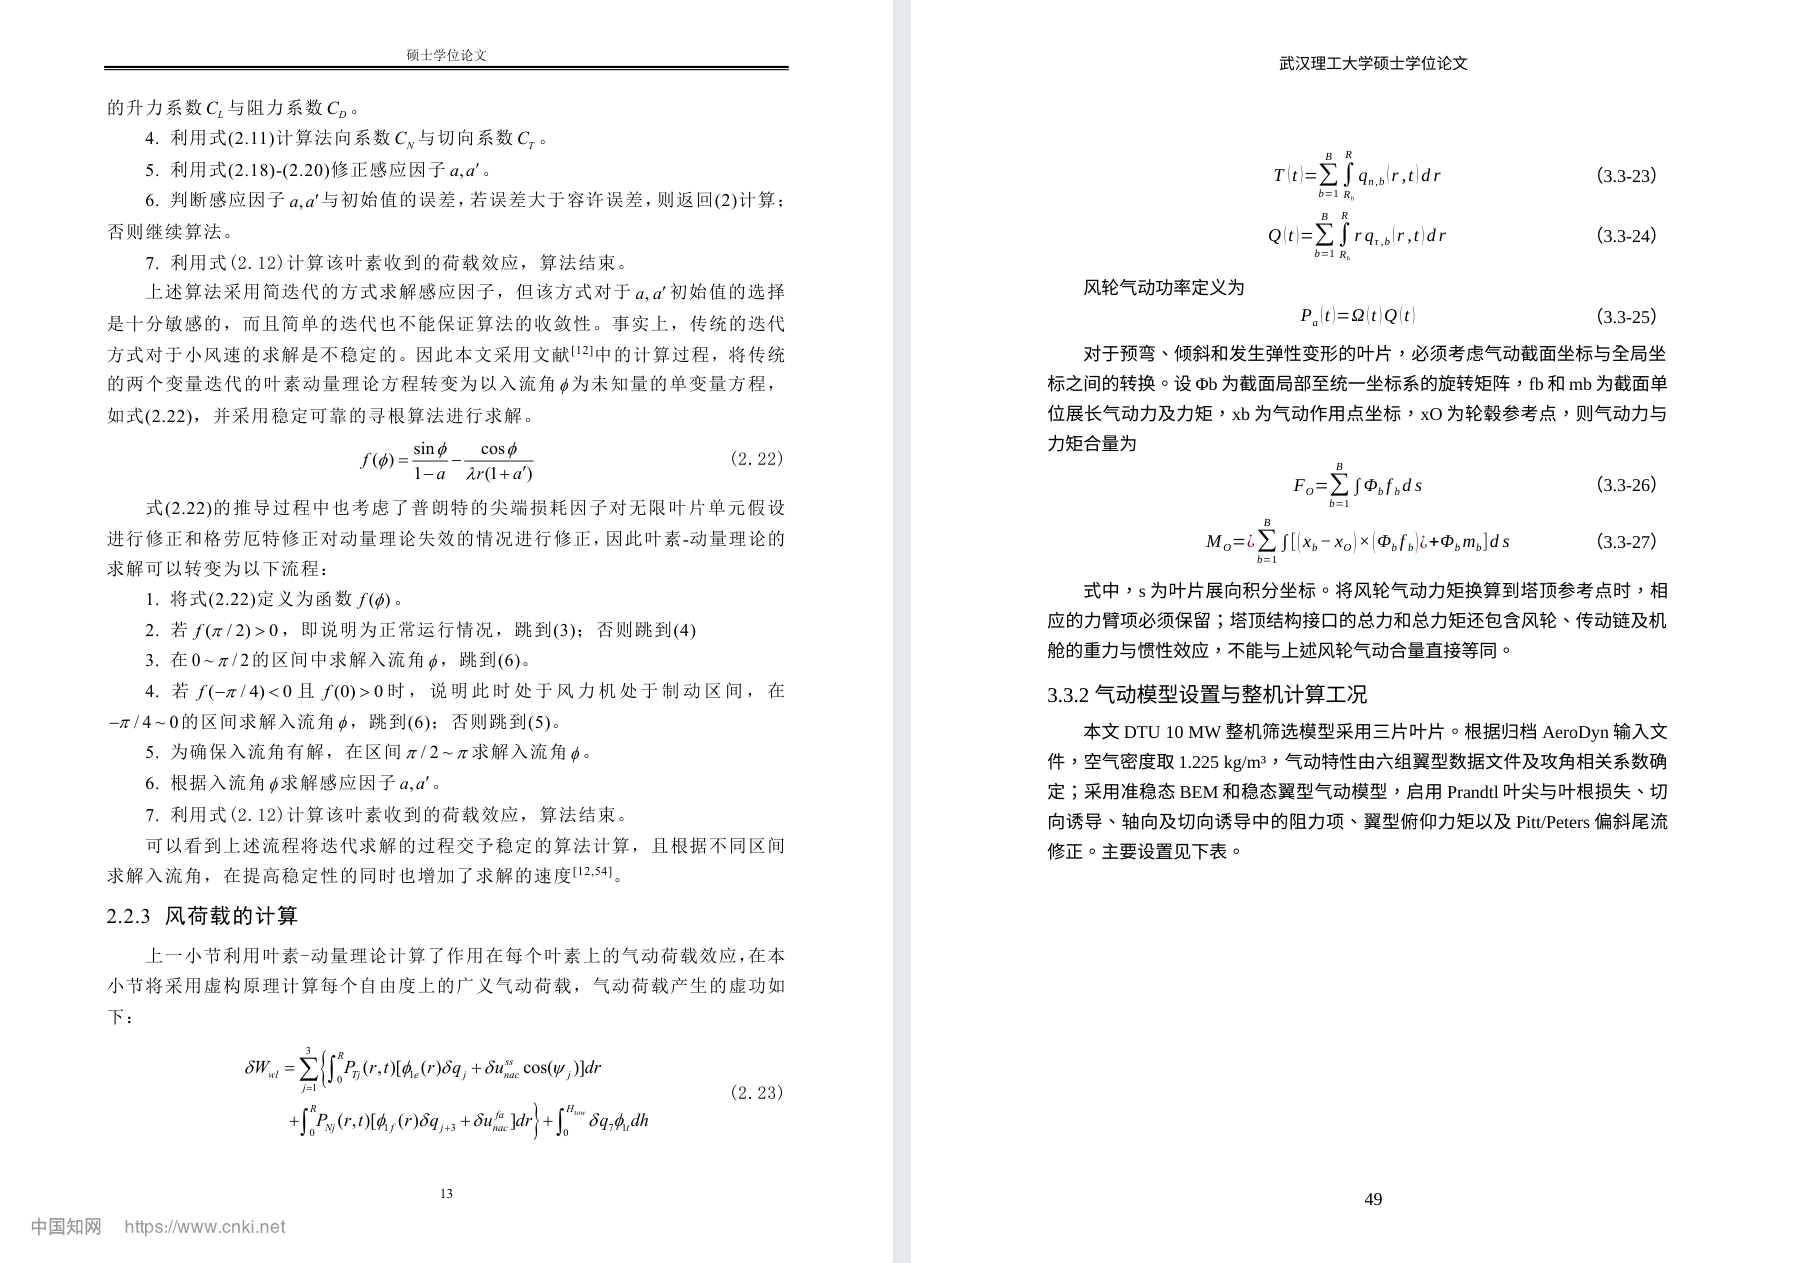 硕士学位论文
的升力系数 C_L 与阻力系数 C_D 。
4. 利用式(2.11)计算法向系数 C_N 与切向系数 C_T 。
5. 利用式(2.18)-(2.20)修正感应因子 a,a′ 。
6. 判断感应因子 a,a′ 与初始值的误差，若误差大于容许误差，则返回(2)计算；
否则继续算法。
7. 利用式(2.12)计算该叶素收到的荷载效应，算法结束。
上述算法采用简迭代的方式求解感应因子，但该方式对于 a,a′ 初始值的选择
是十分敏感的，而且简单的迭代也不能保证算法的收敛性。事实上，传统的迭代
方式对于小风速的求解是不稳定的。因此本文采用文献[12]中的计算过程，将传统
的两个变量迭代的叶素动量理论方程转变为以入流角 ϕ 为未知量的单变量方程，
如式(2.22)，并采用稳定可靠的寻根算法进行求解。
f(ϕ) = sinϕ/(1−a) − cosϕ/(λr(1+a′)) (2.22)
式(2.22)的推导过程中也考虑了普朗特的尖端损耗因子对无限叶片单元假设
进行修正和格劳厄特修正对动量理论失效的情况进行修正，因此叶素-动量理论的
求解可以转变为以下流程：
1. 将式(2.22)定义为函数 f(ϕ) 。
2. 若 f(π/2)>0，即说明为正常运行情况，跳到(3)；否则跳到(4)
3. 在 0~π/2 的区间中求解入流角 ϕ，跳到(6)。
4. 若 f(−π/4)<0 且 f(0)>0 时，说明此时处于风力机处于制动区间，在
−π/4~0 的区间求解入流角 ϕ，跳到(6)；否则跳到(5)。
5. 为确保入流角有解，在区间 π/2~π 求解入流角 ϕ。
6. 根据入流角 ϕ 求解感应因子 a,a′ 。
7. 利用式(2.12)计算该叶素收到的荷载效应，算法结束。
可以看到上述流程将迭代求解的过程交予稳定的算法计算，且根据不同区间
求解入流角，在提高稳定性的同时也增加了求解的速度[12,54]。
2.2.3 风荷载的计算
上一小节利用叶素-动量理论计算了作用在每个叶素上的气动荷载效应，在本
小节将采用虚构原理计算每个自由度上的广义气动荷载，气动荷载产生的虚功如
下：
δW_wl = ∑_{j=1}^{3} {∫_0^R P_Tj(r,t)[ϕ_1e(r)δq_j + δu_nac^ss cos(ψ_j)]dr
+∫_0^R P_Nj(r,t)[ϕ_1f(r)δq_{j+3} + δu_nac^fa]dr} + ∫_0^{H_tow} δq_7ϕ_1t dh (2.23)
13
中国知网 https://www.cnki.net
武汉理工大学硕士学位论文
T(t)=∑_{b=1}^{B} ∫_{R_h}^{R} q_{n,b}(r,t)dr （3.3-23）
Q(t)=∑_{b=1}^{B} ∫_{R_h}^{R} r q_{τ,b}(r,t)dr （3.3-24）
风轮气动功率定义为
P_a(t)=Ω(t)Q(t) （3.3-25）
对于预弯、倾斜和发生弹性变形的叶片，必须考虑气动截面坐标与全局坐
标之间的转换。设 Φb 为截面局部至统一坐标系的旋转矩阵，fb 和 mb 为截面单
位展长气动力及力矩，xb 为气动作用点坐标，xO 为轮毂参考点，则气动力与
力矩合量为
F_O=∑_{b=1}^{B} ∫Φ_b f_b ds （3.3-26）
M_O=¿∑_{b=1}^{B} ∫[(x_b−x_O)×(Φ_b f_b)¿+Φ_b m_b]ds （3.3-27）
式中，s 为叶片展向积分坐标。将风轮气动力矩换算到塔顶参考点时，相
应的力臂项必须保留；塔顶结构接口的总力和总力矩还包含风轮、传动链及机
舱的重力与惯性效应，不能与上述风轮气动合量直接等同。
3.3.2 气动模型设置与整机计算工况
本文 DTU 10 MW 整机筛选模型采用三片叶片。根据归档 AeroDyn 输入文
件，空气密度取 1.225 kg/m³，气动特性由六组翼型数据文件及攻角相关系数确
定；采用准稳态 BEM 和稳态翼型气动模型，启用 Prandtl 叶尖与叶根损失、切
向诱导、轴向及切向诱导中的阻力项、翼型俯仰力矩以及 Pitt/Peters 偏斜尾流
修正。主要设置见下表。
49